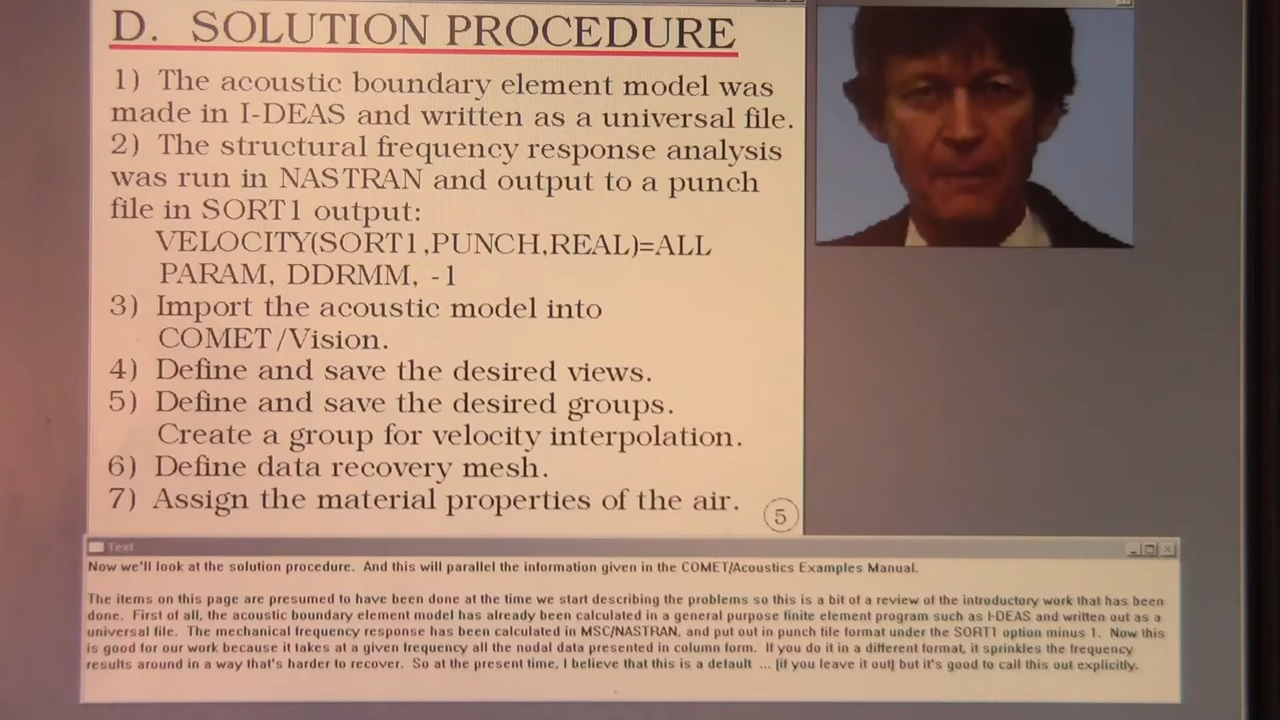 D. SOLUTION PROCEDURE
1) The acoustic boundary element model was
made in I-DEAS and written as a universal file.
2) The structural frequency response analysis
was run in NASTRAN and output to a punch
file in SORT1 output:
VELOCITY(SORT1,PUNCH,REAL)=ALL
PARAM, DDRMM, -1
3) Import the acoustic model into
COMET/Vision.
4) Define and save the desired views.
5) Define and save the desired groups.
Create a group for velocity interpolation.
6) Define data recovery mesh.
7) Assign the material properties of the air.
5
Text
Now we'll look at the solution procedure. And this will parallel the information given in the COMET/Acoustics Examples Manual.
The items on this page are presumed to have been done at the time we start describing the problems so this is a bit of a review of the introductory work that has been
done. First of all, the acoustic boundary element model has already been calculated in a general purpose finite element program such as I-DEAS and written out as a
universal file. The mechanical frequency response has been calculated in MSC/NASTRAN, and put out in punch file format under the SORT1 option minus 1. Now this
is good for our work because it takes at a given frequency all the nodal data presented in column form. If you do it in a different format, it sprinkles the frequency
results around in a way that's harder to recover. So at the present time, I believe that this is a default ... [if you leave it out] but it's good to call this out explicitly.